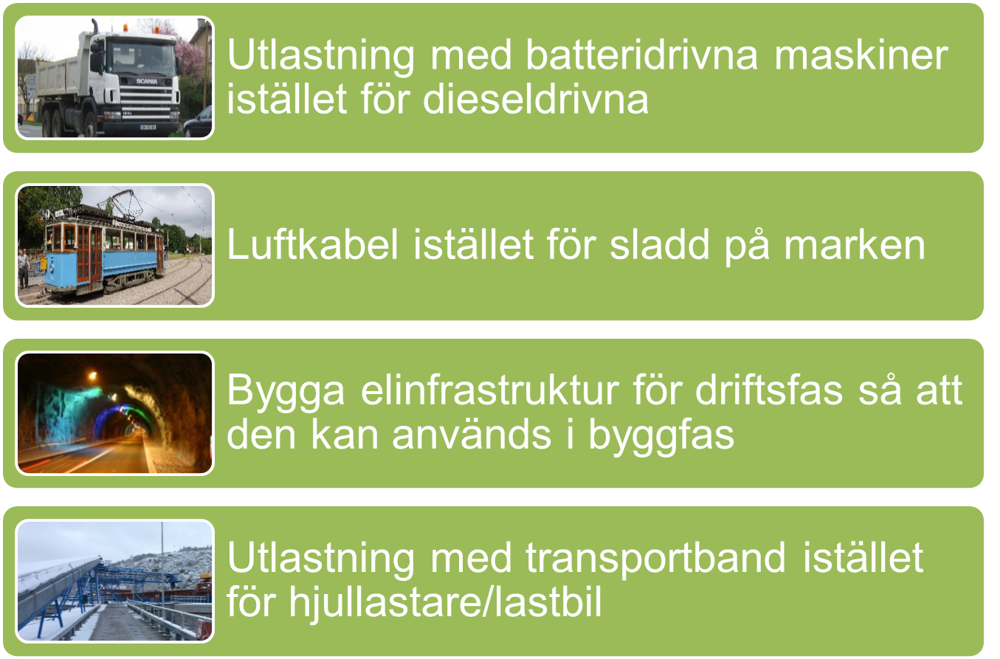 SCANIA
Utlastning med batteridrivna maskiner
istället för dieseldrivna
Luftkabel istället för sladd på marken
Bygga elinfrastruktur för driftsfas så att
den kan används i byggfas
Utlastning med transportband istället
för hjullastare/lastbil